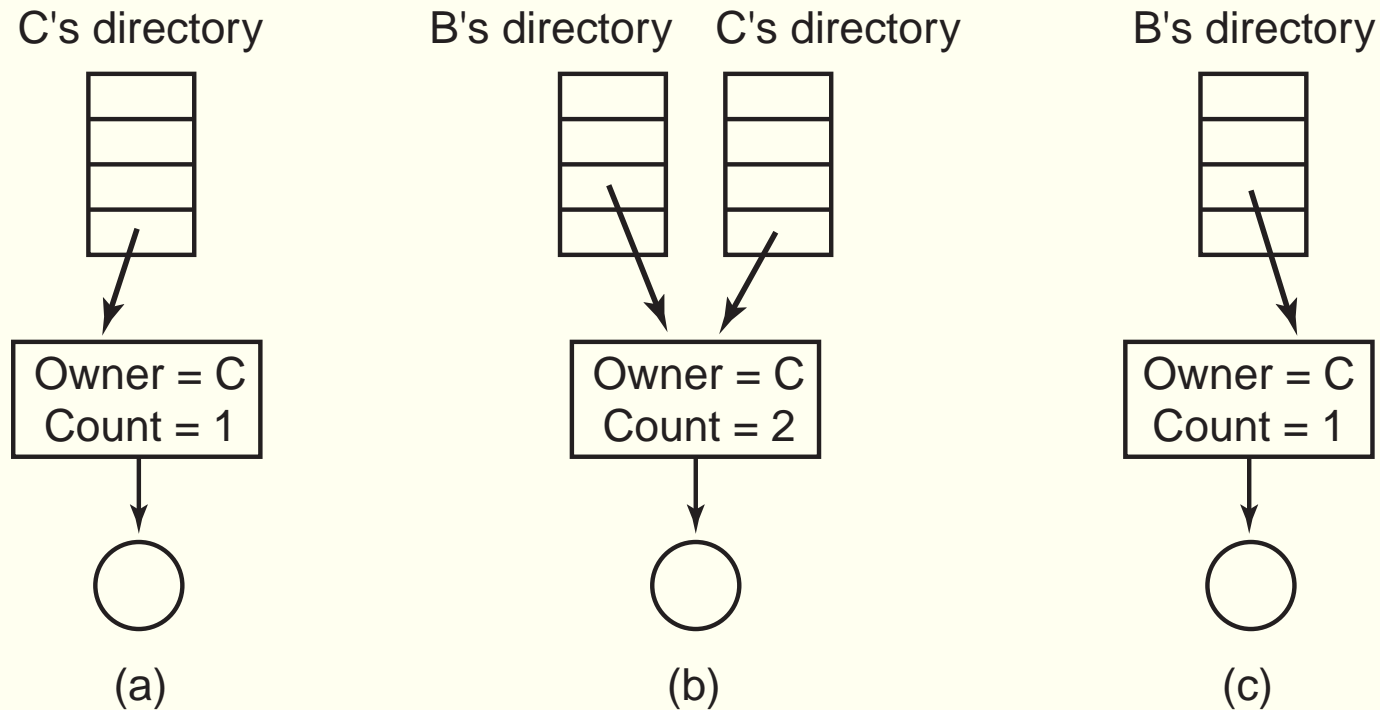 C's directory
B's directory C's directory
B's directory
Owner = C
Count = 1
Owner = C
Count = 2
Owner = C
Count = 1
(a)
(b)
(c)